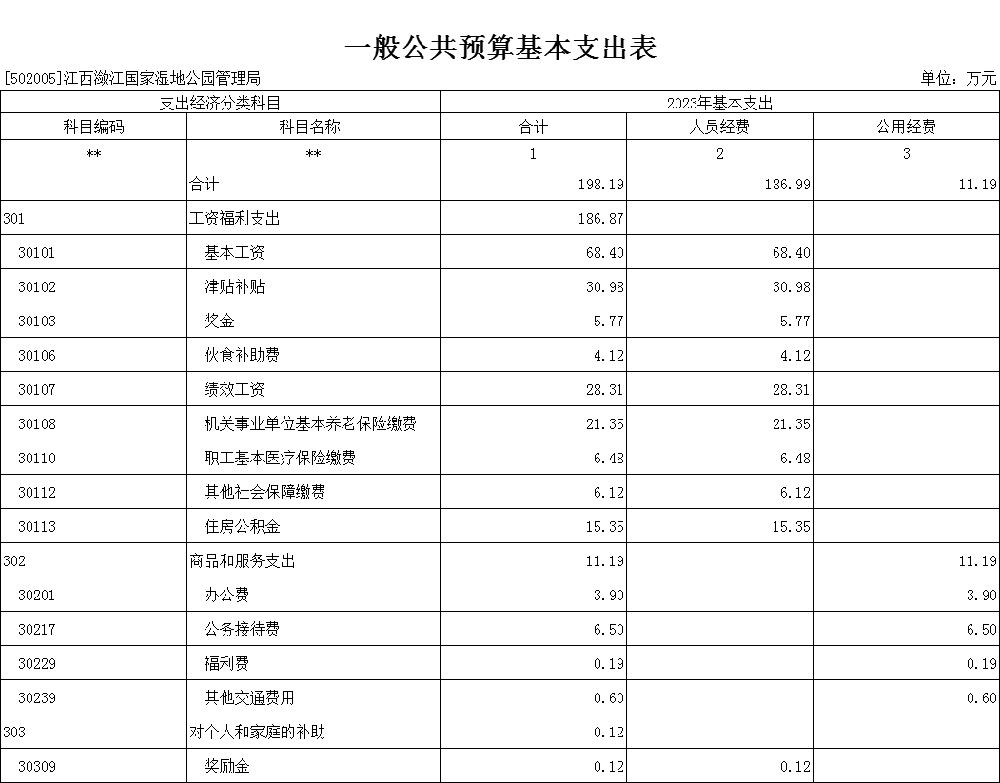 一般公共预算基本支出表
[502005]江西潋江国家湿地公园管理局 单位：万元
支出经济分类科目 2023年基本支出
科目编码 科目名称 合计 人员经费 公用经费
** ** 1 2 3
合计 198.19 186.99 11.19
301 工资福利支出 186.87
30101 基本工资 68.40 68.40
30102 津贴补贴 30.98 30.98
30103 奖金 5.77 5.77
30106 伙食补助费 4.12 4.12
30107 绩效工资 28.31 28.31
30108 机关事业单位基本养老保险缴费 21.35 21.35
30110 职工基本医疗保险缴费 6.48 6.48
30112 其他社会保障缴费 6.12 6.12
30113 住房公积金 15.35 15.35
302 商品和服务支出 11.19 11.19
30201 办公费 3.90 3.90
30217 公务接待费 6.50 6.50
30229 福利费 0.19 0.19
30239 其他交通费用 0.60 0.60
303 对个人和家庭的补助 0.12
30309 奖励金 0.12 0.12